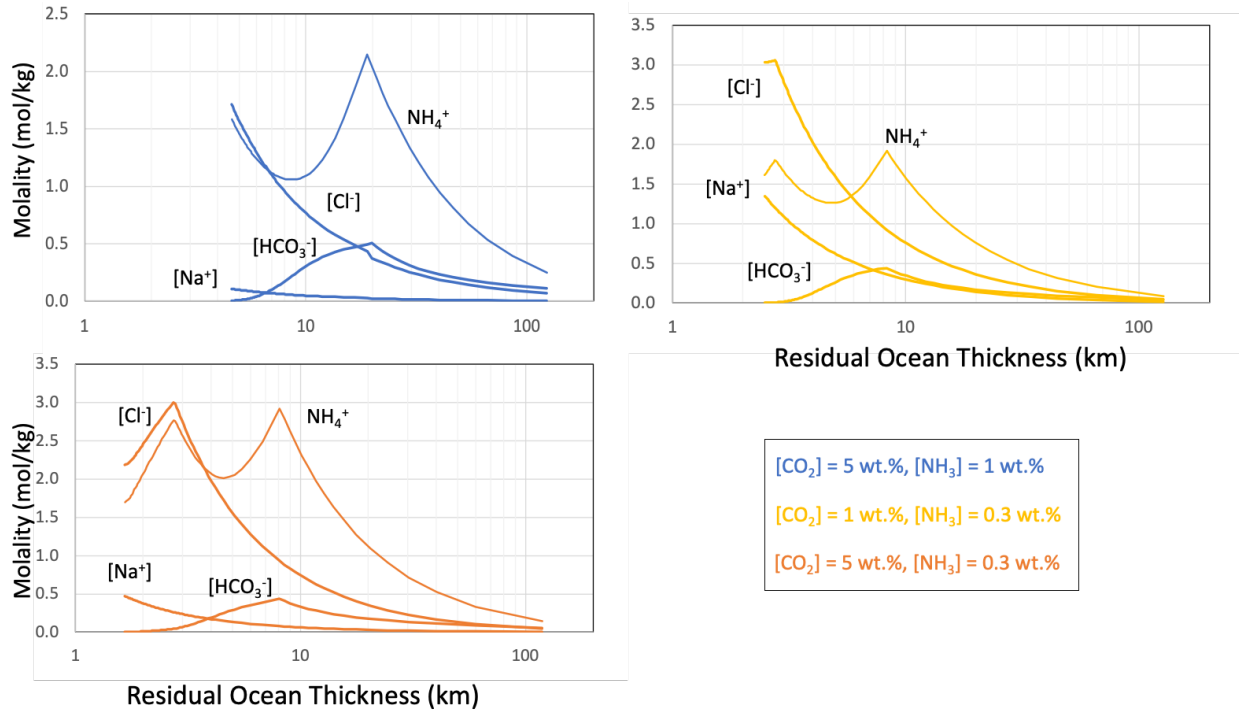 Molality (mol/kg)
2.5
2.0
1.5
1.0
0.5
0.0
1
10
100
NH₄⁺
[Cl⁻]
[HCO₃⁻]
[Na⁺]
3.5
3.0
2.5
2.0
1.5
1.0
0.5
0.0
1
10
100
[Cl⁻]
NH₄⁺
[Na⁺]
[HCO₃⁻]
Residual Ocean Thickness (km)
Molality (mol/kg)
3.5
3.0
2.5
2.0
1.5
1.0
0.5
0.0
1
10
100
[Cl⁻]
NH₄⁺
[Na⁺]
[HCO₃⁻]
Residual Ocean Thickness (km)
[CO₂] = 5 wt.%, [NH₃] = 1 wt.%
[CO₂] = 1 wt.%, [NH₃] = 0.3 wt.%
[CO₂] = 5 wt.%, [NH₃] = 0.3 wt.%